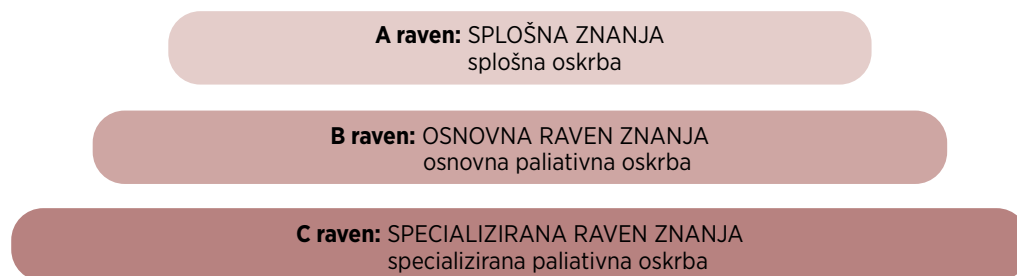 A raven: SPLOŠNA ZNANJA
splošna oskrba
B raven: OSNOVNA RAVEN ZNANJA
osnovna paliativna oskrba
C raven: SPECIALIZIRANA RAVEN ZNANJA
specializirana paliativna oskrba